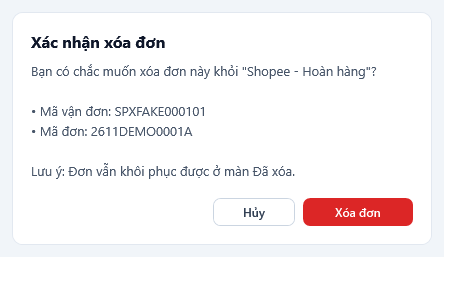 Xác nhận xóa đơn
Bạn có chắc muốn xóa đơn này khỏi "Shopee - Hoàn hàng"?
• Mã vận đơn: SPXFAKE000101
• Mã đơn: 2611DEMO0001A
Lưu ý: Đơn vẫn khôi phục được ở màn Đã xóa.
Hủy
Xóa đơn